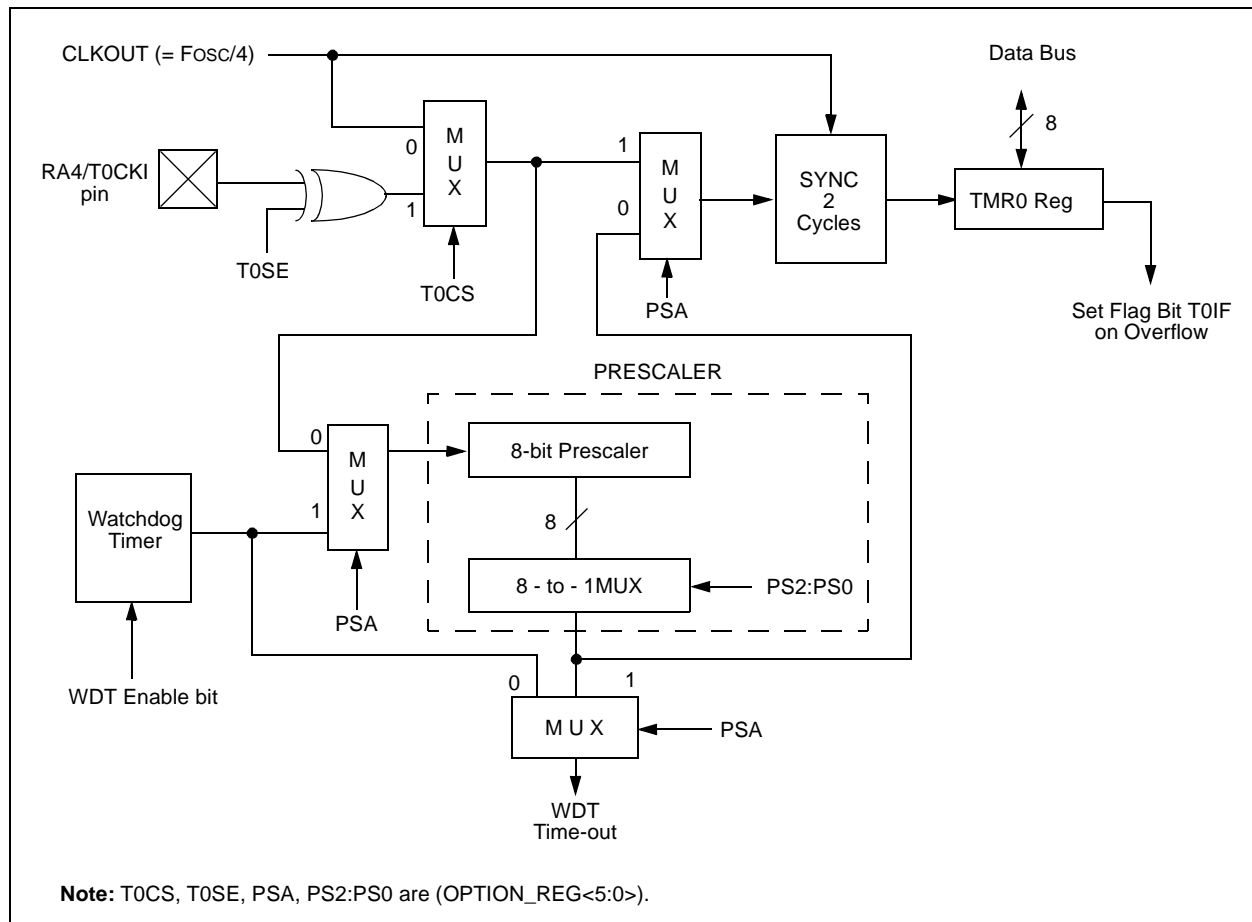 CLKOUT (= FOSC/4)
Data Bus
8
RA4/T0CKI
pin
0
1
M
U
X
T0SE
T0CS
1
0
M
U
X
PSA
SYNC
2
Cycles
TMR0 Reg
Set Flag Bit T0IF
on Overflow
PRESCALER
0
1
M
U
X
PSA
8-bit Prescaler
8
8 - to - 1MUX
PS2:PS0
Watchdog
Timer
WDT Enable bit
0
1
M U X
PSA
WDT
Time-out
Note: T0CS, T0SE, PSA, PS2:PS0 are (OPTION_REG<5:0>).